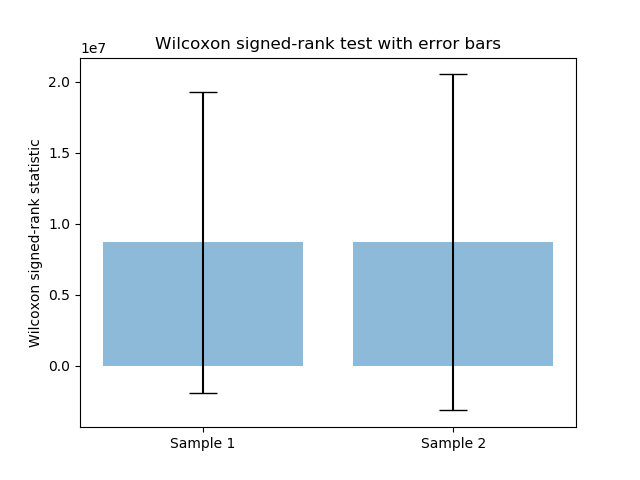 Wilcoxon signed-rank test with error bars
1e7
2.0
1.5
1.0
0.5
0.0
Wilcoxon signed-rank statistic
Sample 1
Sample 2